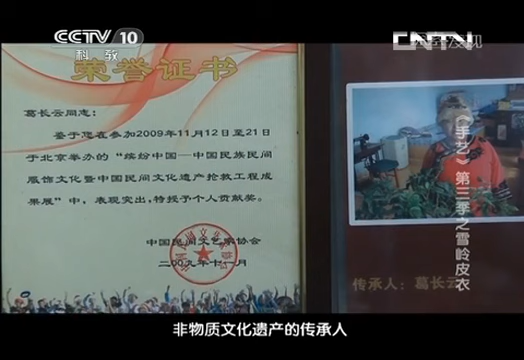 CCTV 10
科 教
CNTV
荣誉证书
葛长云同志:
鉴于您在参加2009年11月12日至21日
于北京举办的“缤纷中国—中国民族民间
服饰文化暨中国民间文化遗产抢救工程成
果展”中，表现突出，特授予个人贡献奖。
中国民间文艺家协会
二00九年十一月
《手艺》第三季之雪岭皮衣
传承人：葛长云
非物质文化遗产的传承人